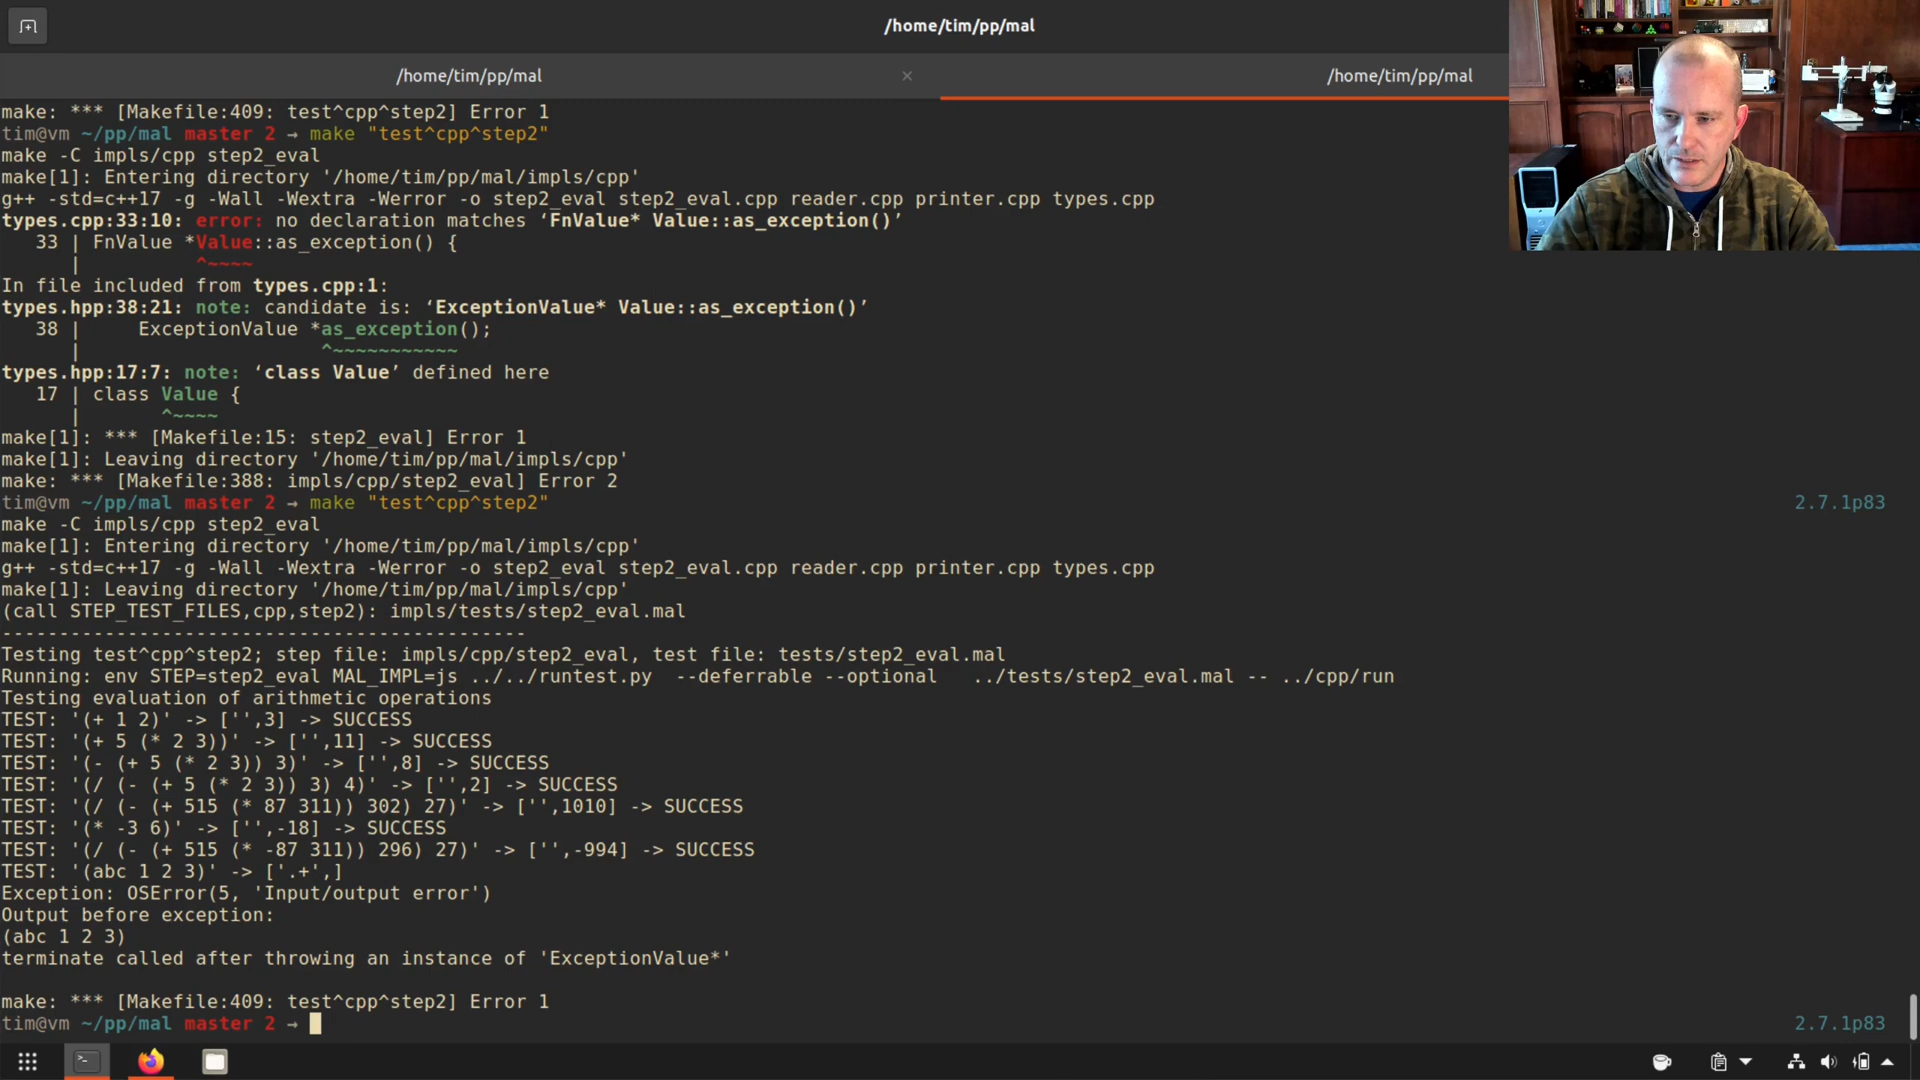 /home/tim/pp/mal
/home/tim/pp/mal
/home/tim/pp/mal
make: *** [Makefile:409: test^cpp^step2] Error 1
tim@vm ~/pp/mal master 2 → make "test^cpp^step2"
make -C impls/cpp step2_eval
make[1]: Entering directory '/home/tim/pp/mal/impls/cpp'
g++ -std=c++17 -g -Wall -Wextra -Werror -o step2_eval step2_eval.cpp reader.cpp printer.cpp types.cpp
types.cpp:33:10: error: no declaration matches ‘FnValue* Value::as_exception()’
   33 | FnValue *Value::as_exception() {
      |          ^~~~~
In file included from types.cpp:1:
types.hpp:38:21: note: candidate is: ‘ExceptionValue* Value::as_exception()’
   38 |     ExceptionValue *as_exception();
      |                     ^~~~~~~~~~~~
types.hpp:17:7: note: ‘class Value’ defined here
   17 | class Value {
      |       ^~~~~
make[1]: *** [Makefile:15: step2_eval] Error 1
make[1]: Leaving directory '/home/tim/pp/mal/impls/cpp'
make: *** [Makefile:388: impls/cpp/step2_eval] Error 2
tim@vm ~/pp/mal master 2 → make "test^cpp^step2" 2.7.1p83
make -C impls/cpp step2_eval
make[1]: Entering directory '/home/tim/pp/mal/impls/cpp'
g++ -std=c++17 -g -Wall -Wextra -Werror -o step2_eval step2_eval.cpp reader.cpp printer.cpp types.cpp
make[1]: Leaving directory '/home/tim/pp/mal/impls/cpp'
(call STEP_TEST_FILES,cpp,step2): impls/tests/step2_eval.mal
----------------------------------------------
Testing test^cpp^step2; step file: impls/cpp/step2_eval, test file: tests/step2_eval.mal
Running: env STEP=step2_eval MAL_IMPL=js ../../runtest.py  --deferrable --optional   ../tests/step2_eval.mal -- ../cpp/run
Testing evaluation of arithmetic operations
TEST: '(+ 1 2)' -> ['',3] -> SUCCESS
TEST: '(+ 5 (* 2 3))' -> ['',11] -> SUCCESS
TEST: '(- (+ 5 (* 2 3)) 3)' -> ['',8] -> SUCCESS
TEST: '(/ (- (+ 5 (* 2 3)) 3) 4)' -> ['',2] -> SUCCESS
TEST: '(/ (- (+ 515 (* 87 311)) 302) 27)' -> ['',1010] -> SUCCESS
TEST: '(* -3 6)' -> ['',-18] -> SUCCESS
TEST: '(/ (- (+ 515 (* -87 311)) 296) 27)' -> ['',-994] -> SUCCESS
TEST: '(abc 1 2 3)' -> ['.+',]
Exception: OSError(5, 'Input/output error')
Output before exception:
(abc 1 2 3)
terminate called after throwing an instance of 'ExceptionValue*'
make: *** [Makefile:409: test^cpp^step2] Error 1
tim@vm ~/pp/mal master 2 → 2.7.1p83